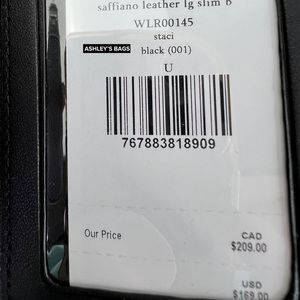 saffiano leather lg slim b
WLR00145
staci
ASHLEY'S BAGS
black (001)
U
767883818909
Our Price
CAD
$209.00
USD
$169.00